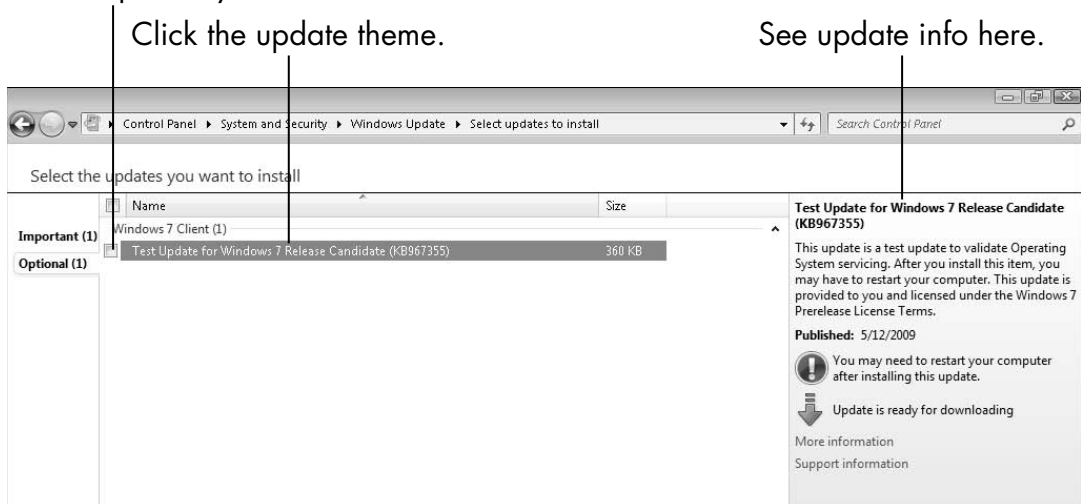 Click the update theme.
See update info here.
Control Panel ▸ System and Security ▸ Windows Update ▸ Select updates to install
Search Control Panel
Select the updates you want to install
Name
Size
Important (1)
Optional (1)
Windows 7 Client (1)
Test Update for Windows 7 Release Candidate (KB967355)
360 KB
Test Update for Windows 7 Release Candidate
(KB967355)
This update is a test update to validate Operating
System servicing. After you install this item, you
may have to restart your computer. This update is
provided to you and licensed under the Windows 7
Prerelease License Terms.
Published: 5/12/2009
You may need to restart your computer
after installing this update.
Update is ready for downloading
More information
Support information